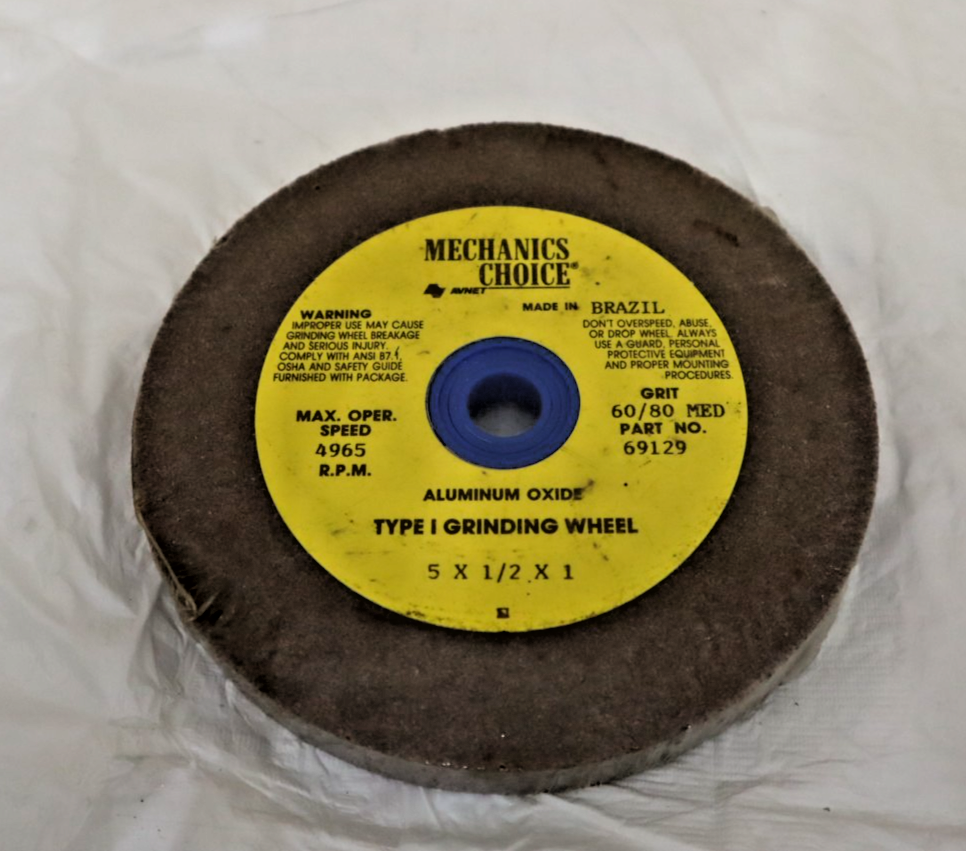 MECHANICS
CHOICE®
AVNET
MADE IN BRAZIL
WARNING
IMPROPER USE MAY CAUSE
GRINDING WHEEL BREAKAGE
AND SERIOUS INJURY.
COMPLY WITH ANSI B7.1,
OSHA AND SAFETY GUIDE
FURNISHED WITH PACKAGE.
DON'T OVERSPEED, ABUSE,
OR DROP WHEEL. ALWAYS
USE A GUARD, PERSONAL
PROTECTIVE EQUIPMENT
AND PROPER MOUNTING
PROCEDURES.
MAX. OPER.
SPEED
4965
R.P.M.
GRIT
60/80 MED
PART NO.
69129
ALUMINUM OXIDE
TYPE I GRINDING WHEEL
5 X 1/2 X 1